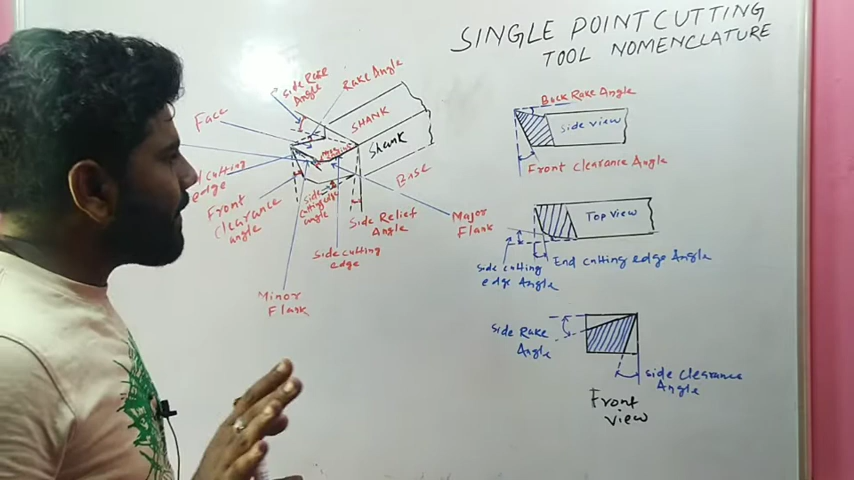 SINGLE POINT CUTTING
TOOL NOMENCLATURE
Side Rake
Angle
Rake Angle
Face
SHANK
Shank
Margin
cutting
edge
Front
Clearance
angle
Side
cutting edge
angle
Base
Side Relief
Angle
Major
Flank
Side cutting
edge
Minor
Flank
Back Rake Angle
side view
Front Clearance Angle
Top view
End cutting edge Angle
Side cutting
edge Angle
Side Rake
Angle
side Clearance
Angle
Front
view